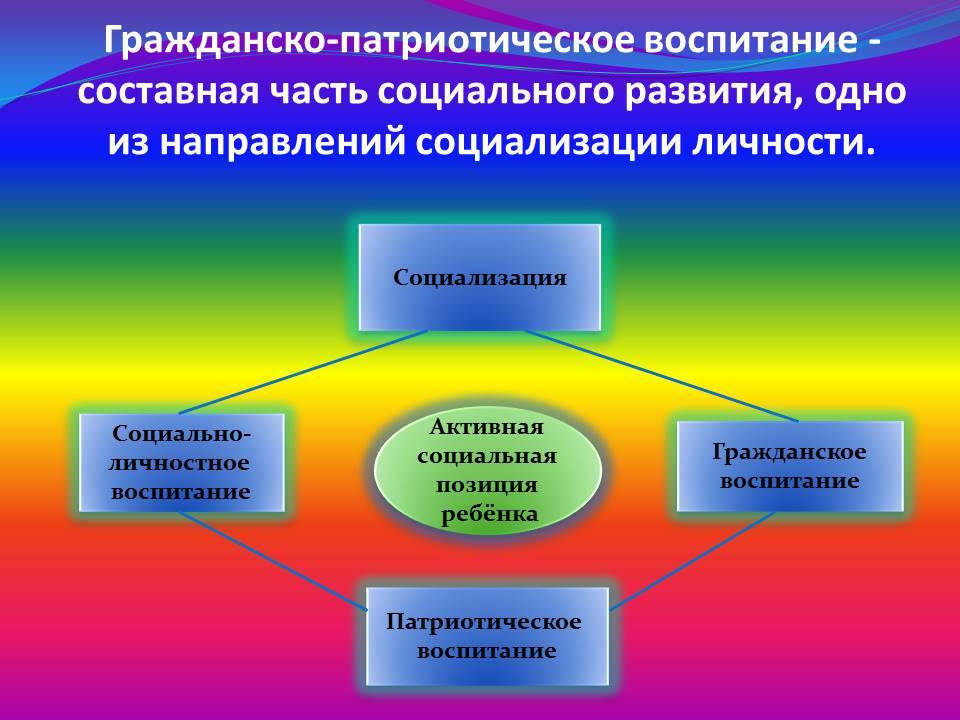 Гражданско-патриотическое воспитание -
составная часть социального развития, одно
из направлений социализации личности.
Социализация
Социально-
личностное
воспитание
Активная
социальная
позиция
ребёнка
Гражданское
воспитание
Патриотическое
воспитание